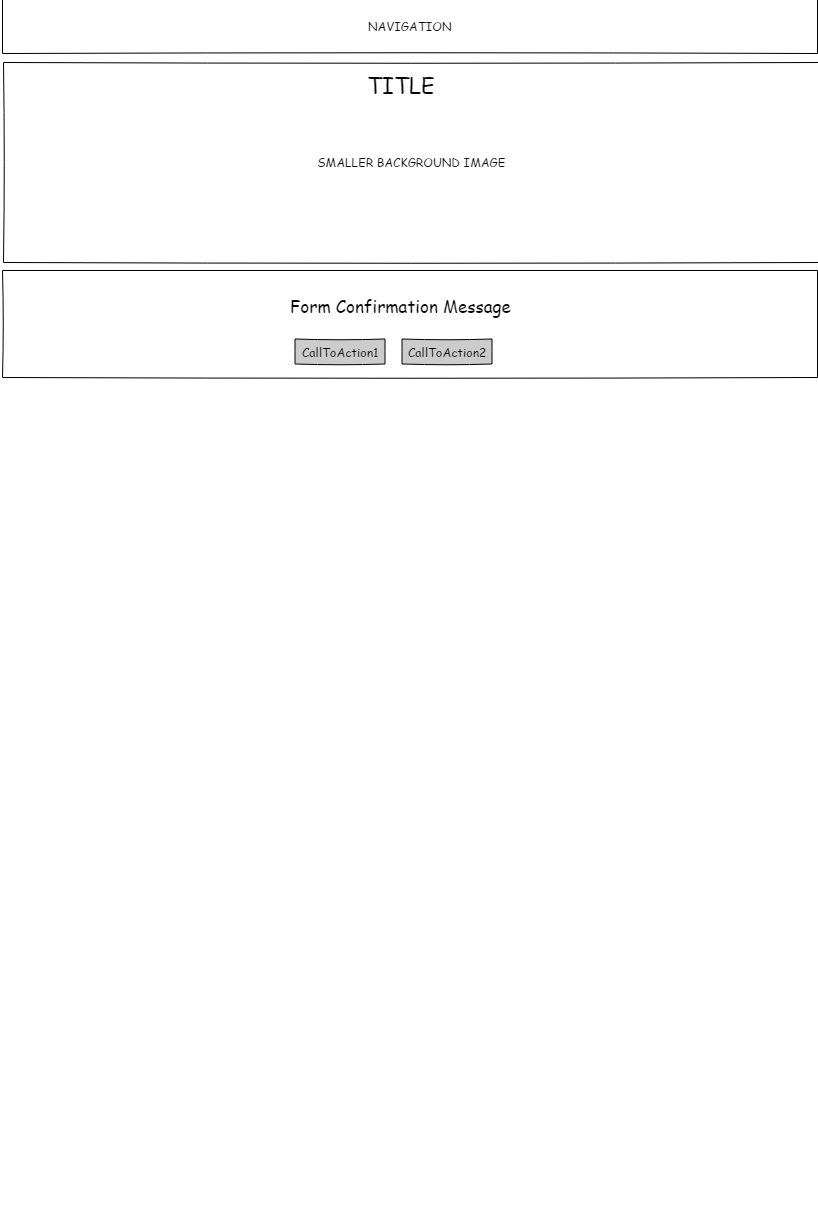 NAVIGATION
TITLE
SMALLER BACKGROUND IMAGE
Form Confirmation Message
CallToAction1 CallToAction2